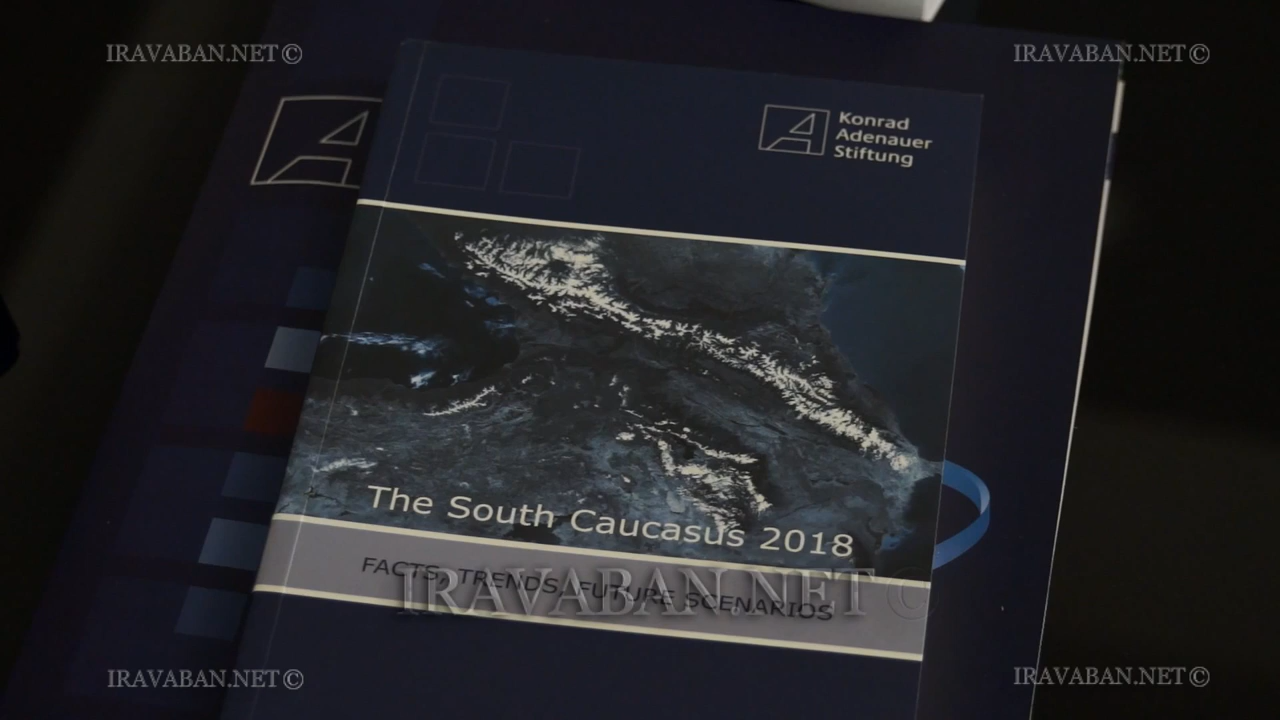 IRAVABAN.NET©
IRAVABAN.NET©
Konrad
Adenauer
Stiftung
The South Caucasus 2018
FACTS, TRENDS, FUTURE SCENARIOS
IRAVABAN.NET©
IRAVABAN.NET©
IRAVABAN.NET©